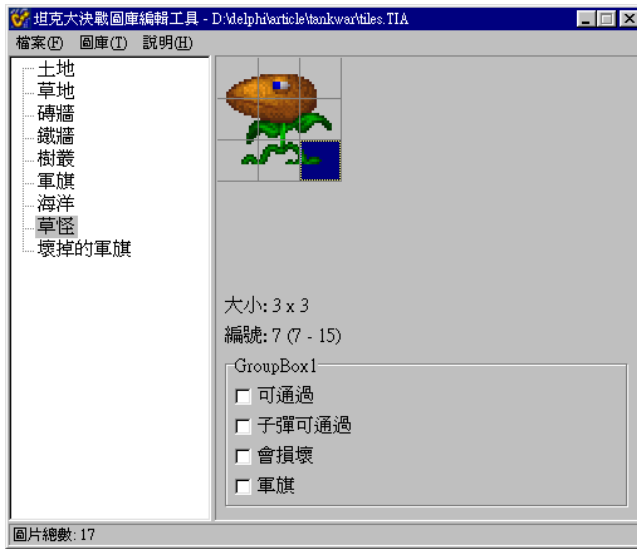 坦克大決戰圖庫編輯工具 - D:\delphi\article\tankwar\tiles.TIA
檔案(F) 圖庫(T) 說明(H)
土地
草地
磚牆
鐵牆
樹叢
軍旗
海洋
草怪
壞掉的軍旗
大小: 3 x 3
編號: 7 (7 - 15)
GroupBox1
可通過
子彈可通過
會損壞
軍旗
圖片總數: 17